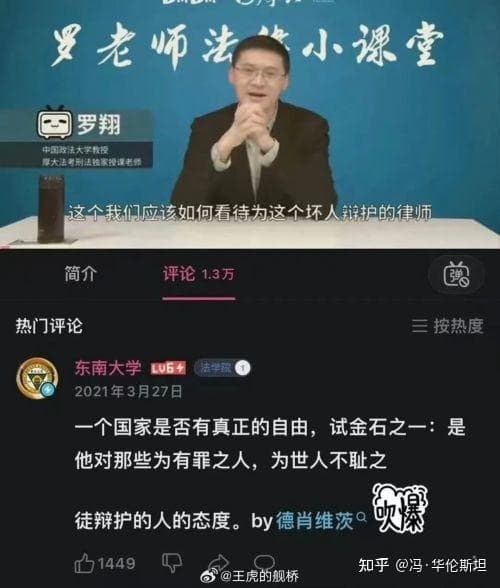 罗老师法律小课堂
罗翔
中国政法大学教授
厚大法考刑法独家授课老师
这个我们应该如何看待为这个坏人辩护的律师
简介
评论 1.3万
弹
热门评论
按热度
东南大学 LV6 法学院 1
2021年3月27日
一个国家是否有真正的自由，试金石之一：是
他对那些为有罪之人，为世人不耻之
徒辩护的人的态度。by德肖维茨 吹爆
1449
@王虎的舰桥
知乎 @冯·华伦斯坦